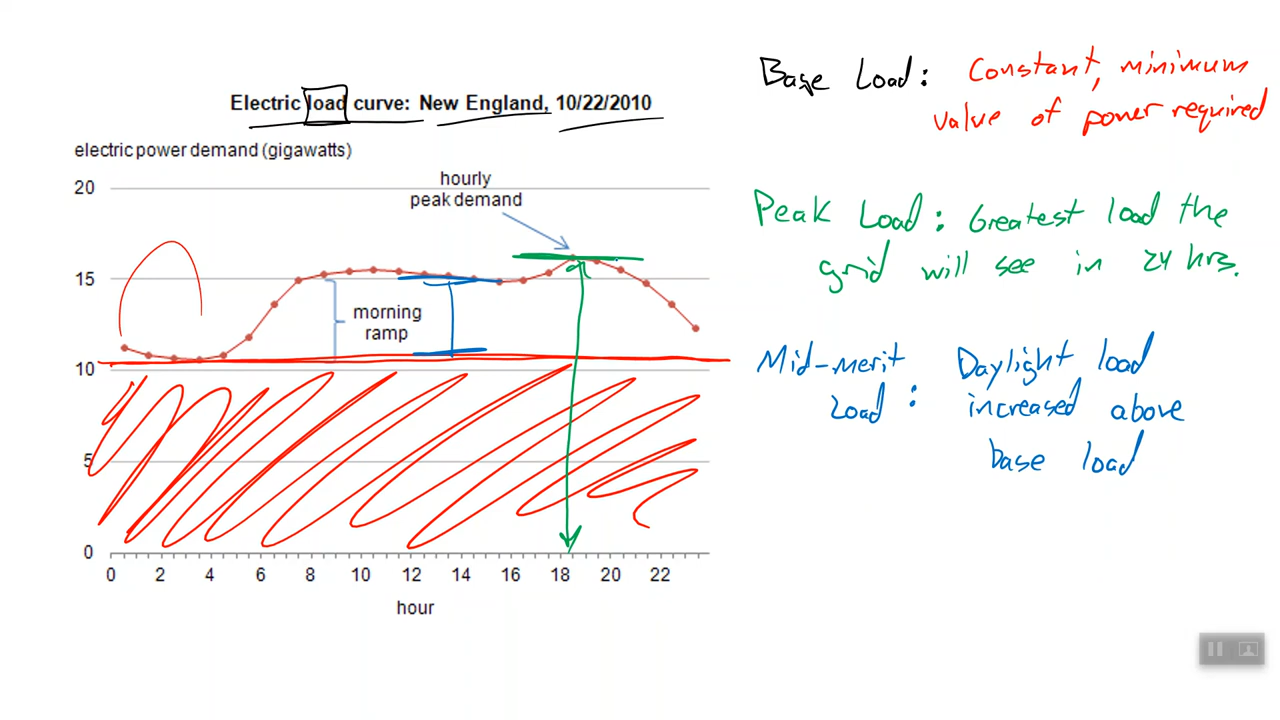 Electric load curve: New England, 10/22/2010
electric power demand (gigawatts)
20
15
10
5
0
hourly
peak demand
morning
ramp
0 2 4 6 8 10 12 14 16 18 20 22
hour
Base Load: Constant, minimum
value of power required
Peak Load: Greatest load the
grid will see in 24 hrs.
Mid-merit
Load:
Daylight load
increased above
base load